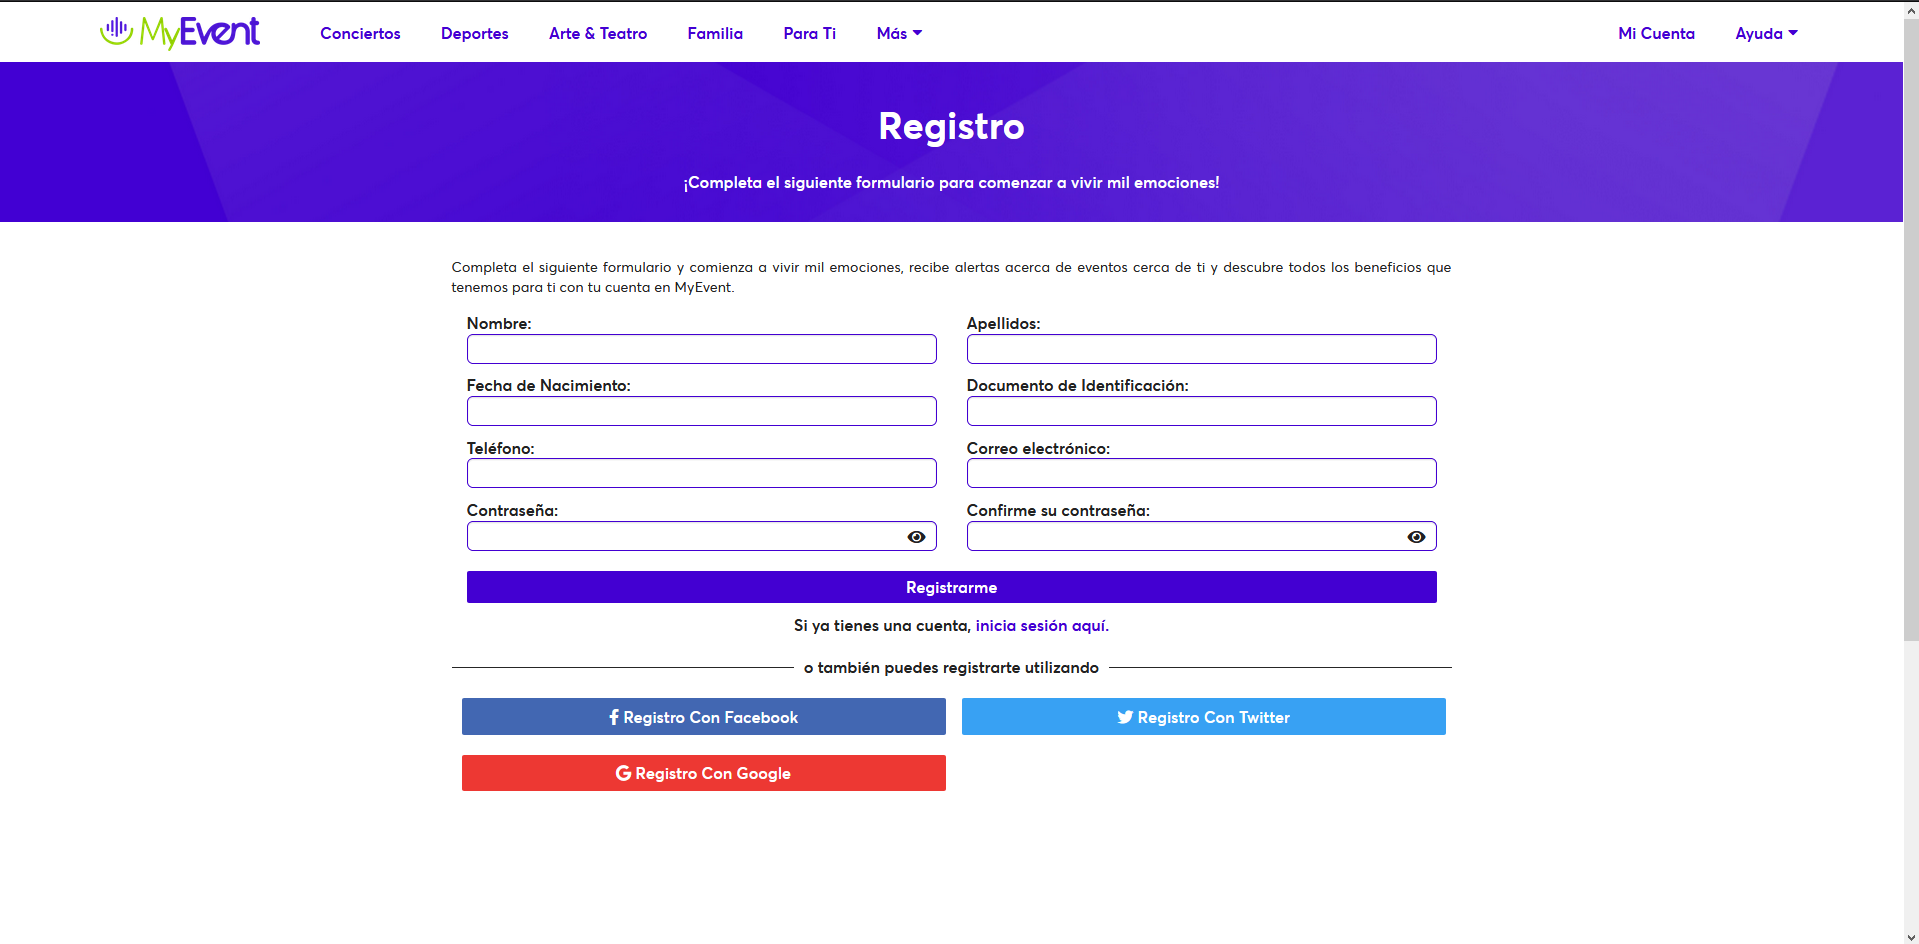 MyEvent
Conciertos Deportes Arte & Teatro Familia Para Ti Más Mi Cuenta Ayuda
Registro
¡Completa el siguiente formulario para comenzar a vivir mil emociones!
Completa el siguiente formulario y comienza a vivir mil emociones, recibe alertas acerca de eventos cerca de ti y descubre todos los beneficios que
tenemos para ti con tu cuenta en MyEvent.
Nombre: Apellidos:
Fecha de Nacimiento: Documento de Identificación:
Teléfono: Correo electrónico:
Contraseña: Confirme su contraseña:
Registrarme
Si ya tienes una cuenta, inicia sesión aquí.
o también puedes registrarte utilizando
Registro Con Facebook Registro Con Twitter
Registro Con Google